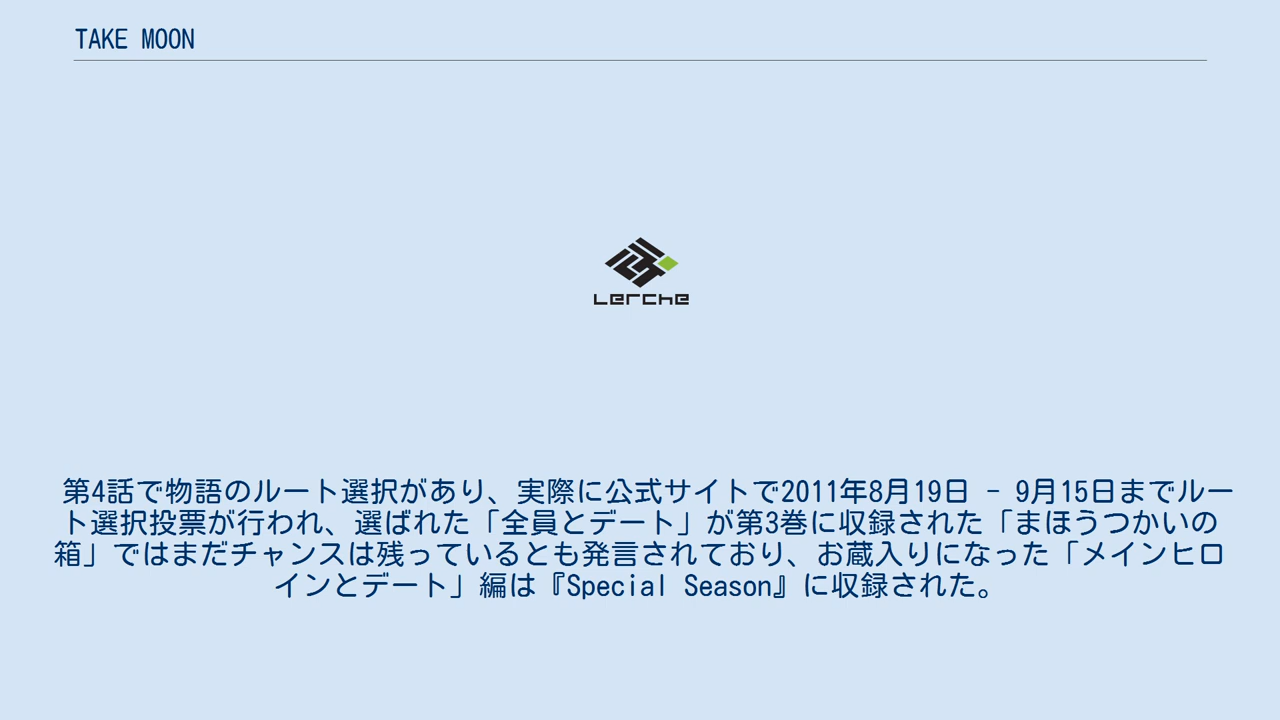 TAKE MOON
Lerche
第4話で物語のルート選択があり、実際に公式サイトで2011年8月19日 - 9月15日までルー
ト選択投票が行われ、選ばれた「全員とデート」が第3巻に収録された「まほうつかいの
箱」ではまだチャンスは残っているとも発言されており、お蔵入りになった「メインヒロ
インとデート」編は『Special Season』に収録された。